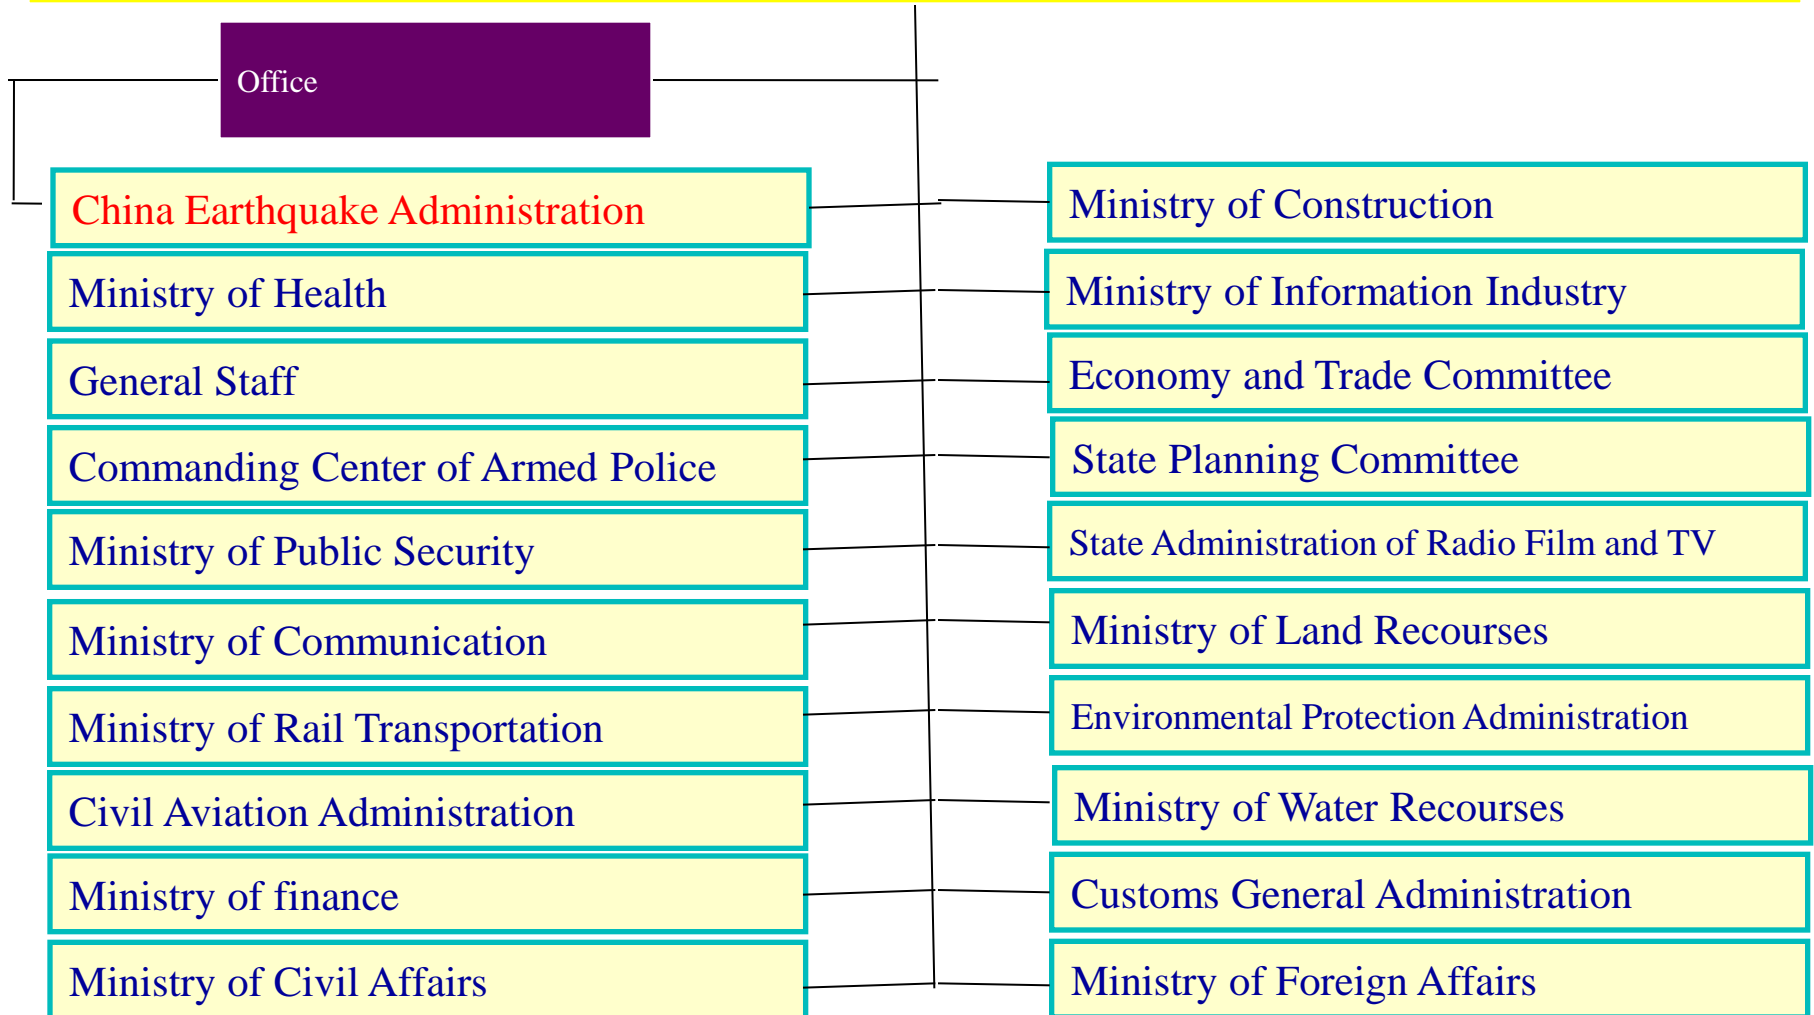 Office
China Earthquake Administration
Ministry of Health
General Staff
Commanding Center of Armed Police
Ministry of Public Security
Ministry of Communication
Ministry of Rail Transportation
Civil Aviation Administration
Ministry of finance
Ministry of Civil Affairs
Ministry of Construction
Ministry of Information Industry
Economy and Trade Committee
State Planning Committee
State Administration of Radio Film and TV
Ministry of Land Recourses
Environmental Protection Administration
Ministry of Water Recourses
Customs General Administration
Ministry of Foreign Affairs